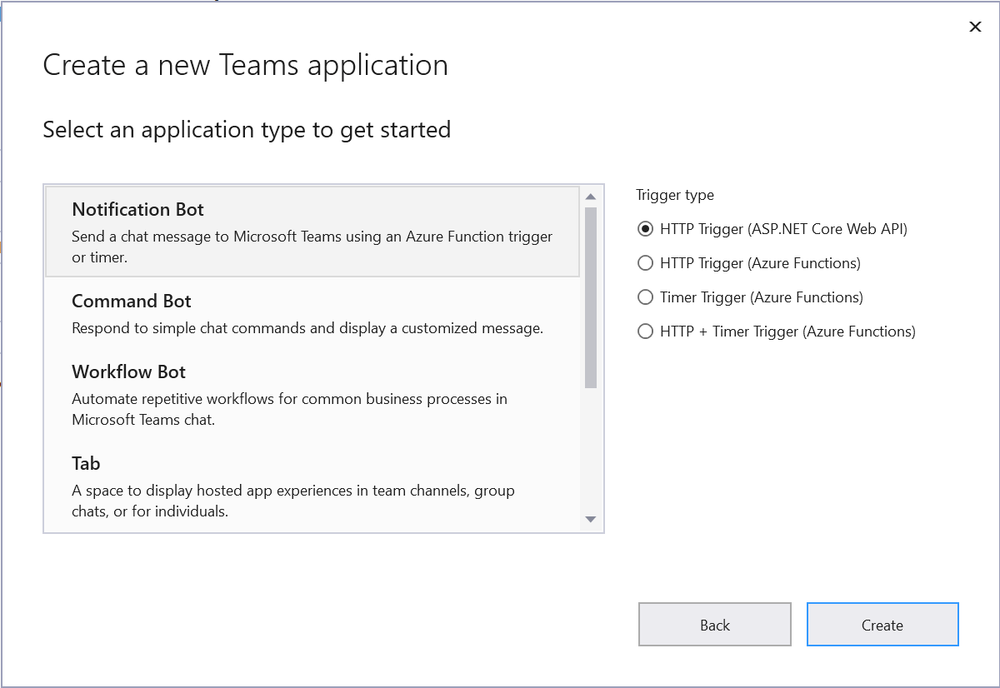 Create a new Teams application
Select an application type to get started
Notification Bot
Send a chat message to Microsoft Teams using an Azure Function trigger
or timer.
Command Bot
Respond to simple chat commands and display a customized message.
Workflow Bot
Automate repetitive workflows for common business processes in
Microsoft Teams chat.
Tab
A space to display hosted app experiences in team channels, group
chats, or for individuals.
Trigger type
HTTP Trigger (ASP.NET Core Web API)
HTTP Trigger (Azure Functions)
Timer Trigger (Azure Functions)
HTTP + Timer Trigger (Azure Functions)
Back
Create